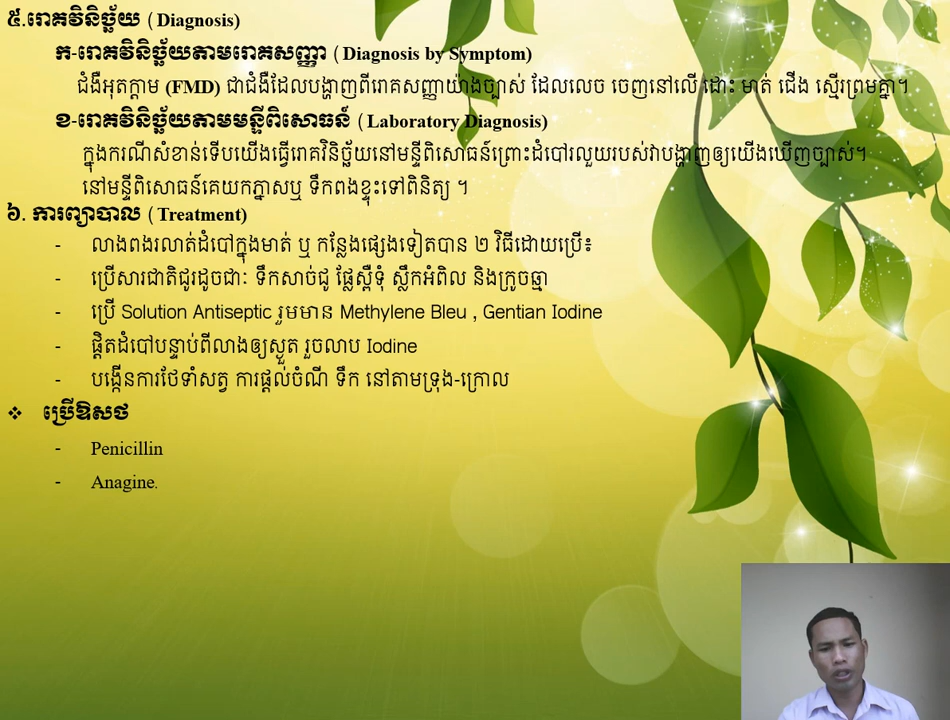 ៥.រោគវិនិច្ឆ័យ ( Diagnosis)
ក-រោគវិនិច្ឆ័យតាមរោគសញ្ញា ( Diagnosis by Symptom)
ជំងឺអុតក្តាម (FMD) ជាជំងឺដែលបង្ហាញពីរោគសញ្ញាយ៉ាងច្បាស់ ដែលលេច ចេញនៅលើ ដោះ មាត់ ជើង ស្មើរព្រមគ្នា។
ខ-រោគវិនិច្ឆ័យតាមមន្ទីពិសោធន៍ ( Laboratory Diagnosis)
ក្នុងករណីសំខាន់ទើបយើងធ្វើរោគវិនិច្ឆ័យនៅមន្ទីពិសោធន៍ព្រោះដំបៅរលួយរបស់វាបង្ហាញឲ្យយើងឃើញច្បាស់។
នៅមន្ទីពិសោធន៍គេយកភ្នាសឬ ទឹកពងខ្ទុះទៅពិនិត្យ ។
៦. ការព្យាបាល ( Treatment)
- លាងពងរលាត់ដំបៅក្នុងមាត់ ឬ កន្លែងផ្សេងទៀតបាន ២ វិធីដោយប្រើ៖
- ប្រើសារជាតិជូរដូចជាៈ ទឹកសាច់ជូ ផ្លែស្ពឺទុំ ស្លឹកអំពិល និងក្រូចឆ្មា
- ប្រើ Solution Antiseptic រួមមាន Methylene Bleu , Gentian Iodine
- ផ្តិតដំបៅបន្ទាប់ពីលាងឲ្យស្ងួត រួចលាប Iodine
- បង្កើនការថែទាំសត្វ ការផ្តល់ចំណី ទឹក នៅតាមទ្រុង-ក្រោល
❖ ប្រើឱសថ
- Penicillin
- Anagine.